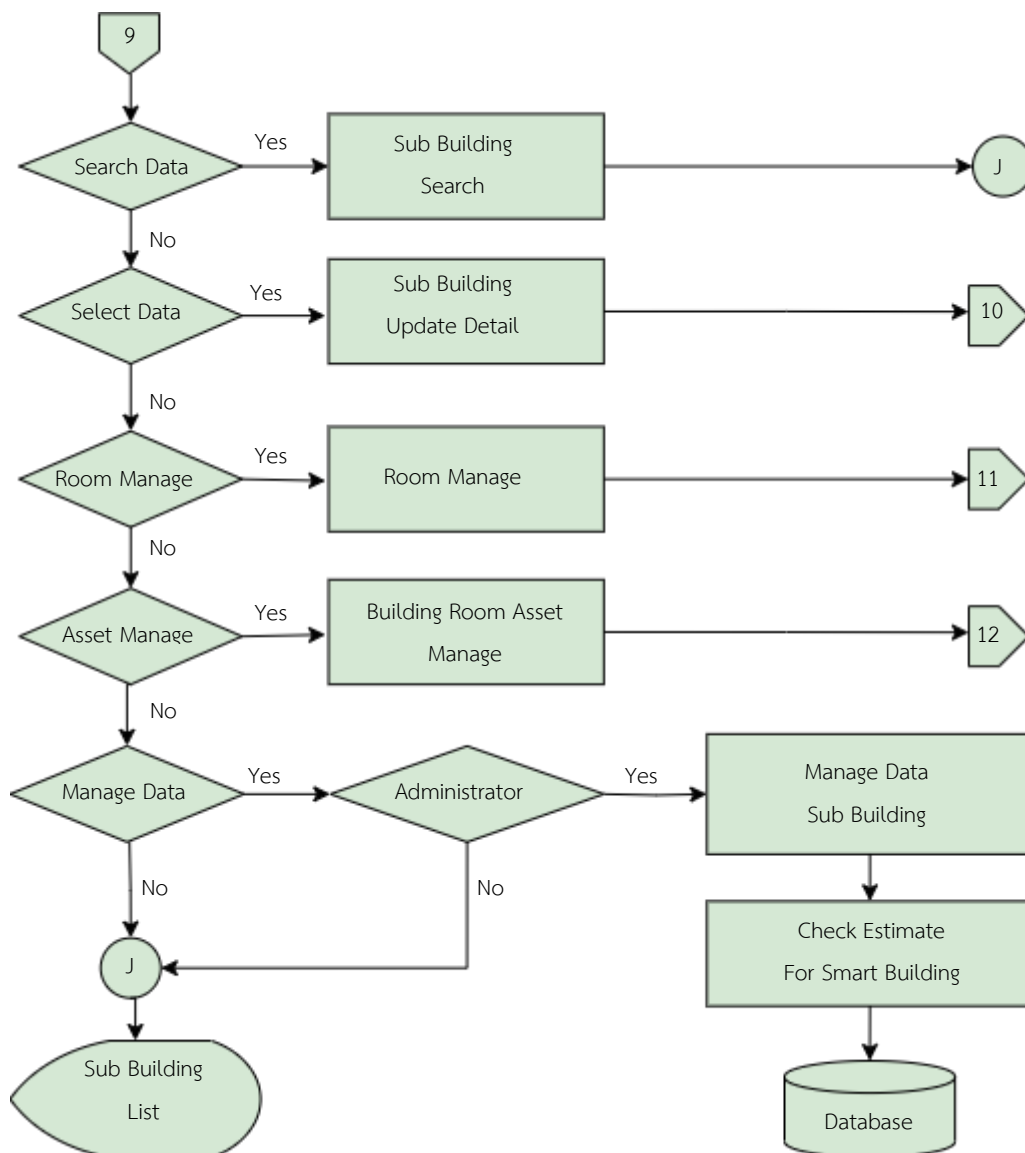 9
Search Data
Yes
Sub Building
Search
J
No
Select Data
Yes
Sub Building
Update Detail
10
No
Room Manage
Yes
Room Manage
11
No
Asset Manage
Yes
Building Room Asset
Manage
12
No
Manage Data
Yes
Administrator
Yes
Manage Data
Sub Building
No
No
Check Estimate
For Smart Building
J
Sub Building
List
Database